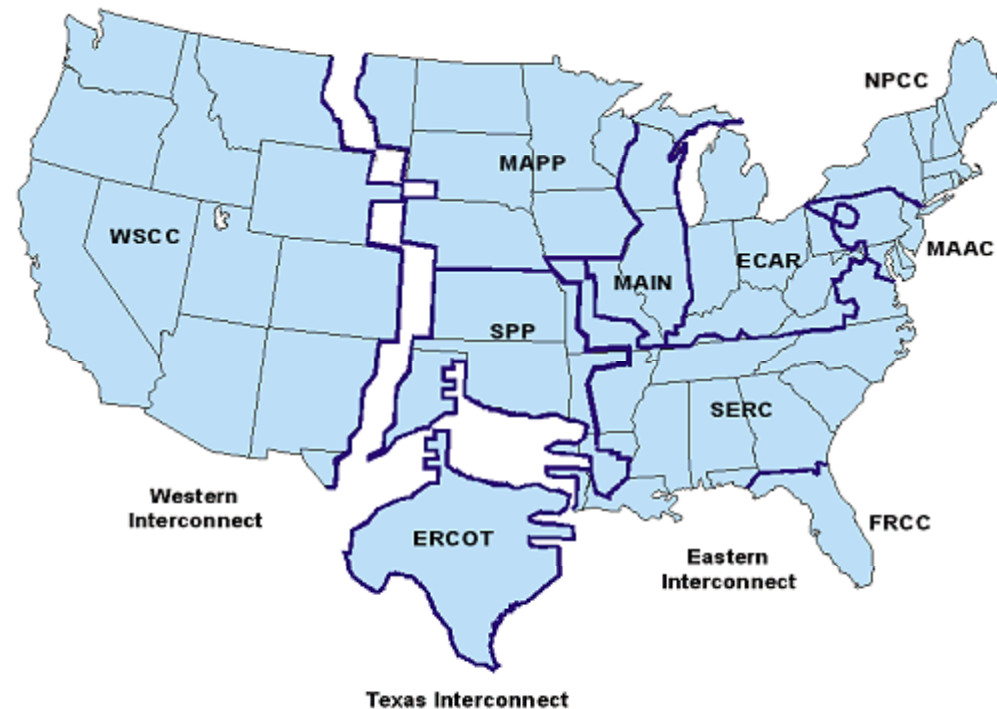 NPCC
MAPP
WSCC
MAAC
ECAR
MAIN
SPP
SERC
Western
Interconnect
FRCC
ERCOT
Eastern
Interconnect
Texas Interconnect